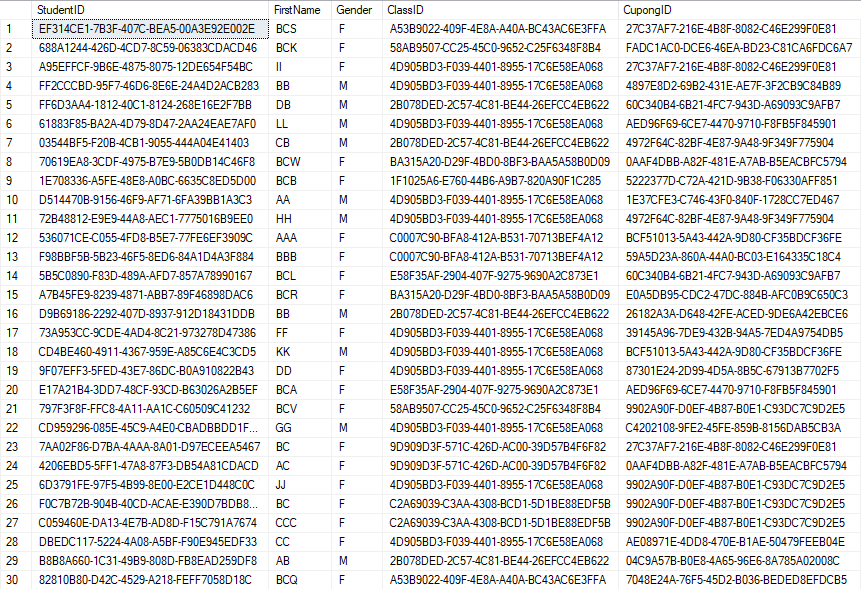 StudentID FirstName Gender ClassID CupongID
1 EF314CE1-7B3F-407C-BEA5-00A3E92E002E BCS F A53B9022-409F-4E8A-A40A-BC43AC6E3FFA 27C37AF7-216E-4B8F-8082-C46E299F0E81
2 688A1244-426D-4CD7-8C59-06383CDACD46 BCK F 58AB9507-CC25-45C0-9652-C25F6348F8B4 FADC1AC0-DCE6-46EA-BD23-C81CA6FDC6A7
3 A95EFFCF-9B6E-4875-8075-12DE654F54BC II F 4D905BD3-F039-4401-8955-17C6E58EA068 27C37AF7-216E-4B8F-8082-C46E299F0E81
4 FF2CCCBD-95F7-46D6-8E6E-24A4D2ACB283 BB M 4D905BD3-F039-4401-8955-17C6E58EA068 4897E8D2-69B2-431E-AE7F-3F2CB9C84B89
5 FF6D3AA4-1812-40C1-8124-268E16E2F7BB DB M 2B078DED-2C57-4C81-BE44-26EFCC4EB622 60C340B4-6B21-4FC7-943D-A69093C9AFB7
6 61883F85-BA2A-4D79-8D47-2AA24EAE7AF0 LL M 4D905BD3-F039-4401-8955-17C6E58EA068 AED96F69-6CE7-4470-9710-F8FB5F845901
7 03544BF5-F20B-4CB1-9055-444A04E41403 CB M 2B078DED-2C57-4C81-BE44-26EFCC4EB622 4972F64C-82BF-4E87-9A48-9F349F775904
8 70619EA8-3CDF-4975-B7E9-5B0DB14C46F8 BCW F BA315A20-D29F-4BD0-8BF3-BAA5A58B0D09 0AAF4DBB-A82F-481E-A7AB-B5EACBFC5794
9 1E708336-A5FE-48E8-A0BC-6635C8ED5D00 BCB F 1F1025A6-E760-44B6-A9B7-820A90F1C285 5222377D-C72A-421D-9B38-F06330AFF851
10 D514470B-9156-46F9-AF71-6FA39BB1A3C3 AA M 4D905BD3-F039-4401-8955-17C6E58EA068 1E37CFE3-C746-43F0-840F-1728CC7ED467
11 72B48812-E9E9-44A8-AEC1-7775016B9EE0 HH M 4D905BD3-F039-4401-8955-17C6E58EA068 4972F64C-82BF-4E87-9A48-9F349F775904
12 536071CE-C055-4FD8-B5E7-77FE6EF3909C AAA F C0007C90-BFA8-412A-B531-70713BEF4A12 BCF51013-5A43-442A-9D80-CF35BDCF36FE
13 F98BBF5B-5B23-46F5-8ED6-84A1D4A3F884 BBB F C0007C90-BFA8-412A-B531-70713BEF4A12 59A5D23A-860A-44A0-BC03-E164335C18C4
14 5B5C0890-F83D-489A-AFD7-857A78990167 BCL F E58F35AF-2904-407F-9275-9690A2C873E1 60C340B4-6B21-4FC7-943D-A69093C9AFB7
15 A7B45FE9-8239-4871-ABB7-89F46898DAC6 BCR F BA315A20-D29F-4BD0-8BF3-BAA5A58B0D09 E0A5DB95-CDC2-47DC-884B-AFC0B9C650C3
16 D9B69186-2292-407D-8937-912D18431DDB BB M 2B078DED-2C57-4C81-BE44-26EFCC4EB622 26182A3A-D648-42FE-ACED-9DE6A42EBCE6
17 73A953CC-9CDE-4AD4-8C21-973278D47386 FF F 4D905BD3-F039-4401-8955-17C6E58EA068 39145A96-7DE9-432B-94A5-7ED4A9754DB5
18 CD4BE460-4911-4367-959E-A85C6E4C3CD5 KK M 4D905BD3-F039-4401-8955-17C6E58EA068 BCF51013-5A43-442A-9D80-CF35BDCF36FE
19 9F07EFF3-5FED-43E7-86DC-B0A910822B43 DD F 4D905BD3-F039-4401-8955-17C6E58EA068 87301E24-2D99-4D5A-8B5C-67913B7702F5
20 E17A21B4-3DD7-48CF-93CD-B63026A2B5EF BCA F E58F35AF-2904-407F-9275-9690A2C873E1 AED96F69-6CE7-4470-9710-F8FB5F845901
21 797F3F8F-FFC8-4A11-AA1C-C60509C41232 BCV F 58AB9507-CC25-45C0-9652-C25F6348F8B4 9902A90F-D0EF-4B87-B0E1-C93DC7C9D2E5
22 CD959296-085E-45C9-A4E0-CBADBBDD1F... GG M 4D905BD3-F039-4401-8955-17C6E58EA068 C4202108-9FE2-45FE-859B-8156DAB5CB3A
23 7AA02F86-D7BA-4AAA-8A01-D97ECEEA5467 BC F 9D909D3F-571C-426D-AC00-39D57B4F6F82 27C37AF7-216E-4B8F-8082-C46E299F0E81
24 4206EBD5-5FF1-47A8-87F3-DB54A81CDACD AC F 9D909D3F-571C-426D-AC00-39D57B4F6F82 0AAF4DBB-A82F-481E-A7AB-B5EACBFC5794
25 6D3791FE-97F5-4B99-8E00-E2CE1D448C0C JJ F 4D905BD3-F039-4401-8955-17C6E58EA068 9902A90F-D0EF-4B87-B0E1-C93DC7C9D2E5
26 F0C7B72B-904B-40CD-ACAE-E390D7BDB8... BC F C2A69039-C3AA-4308-BCD1-5D1BE88EDF5B 9902A90F-D0EF-4B87-B0E1-C93DC7C9D2E5
27 C059460E-DA13-4E7B-AD8D-F15C791A7674 CCC F C2A69039-C3AA-4308-BCD1-5D1BE88EDF5B 9902A90F-D0EF-4B87-B0E1-C93DC7C9D2E5
28 DBEDC117-5224-4A08-A5BF-F90E945EDF33 CC F 4D905BD3-F039-4401-8955-17C6E58EA068 AE08971E-4DD8-470E-B1AE-50479FEEB04E
29 B8B8A660-1C31-49B9-808D-FB8EAD259DF8 AB M 2B078DED-2C57-4C81-BE44-26EFCC4EB622 04C9A57B-B0E8-4A65-96E6-8A785A02008C
30 82810B80-D42C-4529-A218-FEFF7058D18C BCQ F A53B9022-409F-4E8A-A40A-BC43AC6E3FFA 7048E24A-76F5-45D2-B036-BEDED8EFDCB5